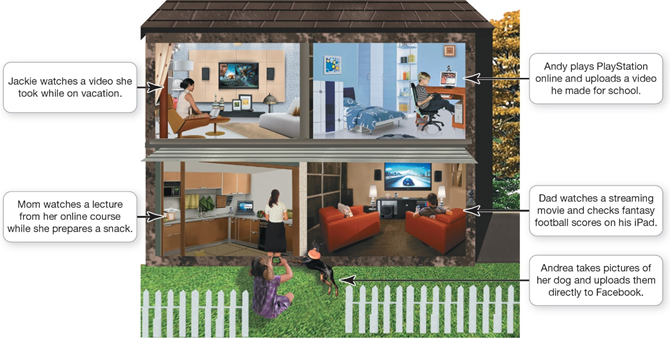 Jackie watches a video she
took while on vacation.
Andy plays PlayStation
online and uploads a video
he made for school.
Mom watches a lecture
from her online course
while she prepares a snack.
Dad watches a streaming
movie and checks fantasy
football scores on his iPad.
Andrea takes pictures of
her dog and uploads them
directly to Facebook.